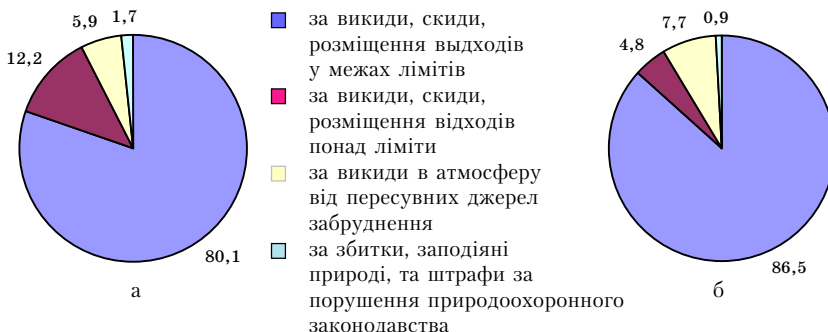 5,9
1,7
12,2
80,1
а
за викиди, скиди,
розміщення выдходів
у межах лімітів
за викиди, скиди,
розміщення відходів
понад ліміти
за викиди в атмосферу
від пересувних джерел
забруднення
за збитки, заподіяні
природі, та штрафи за
порушення природоохоронного
законодавства
7,7
0,9
4,8
86,5
б